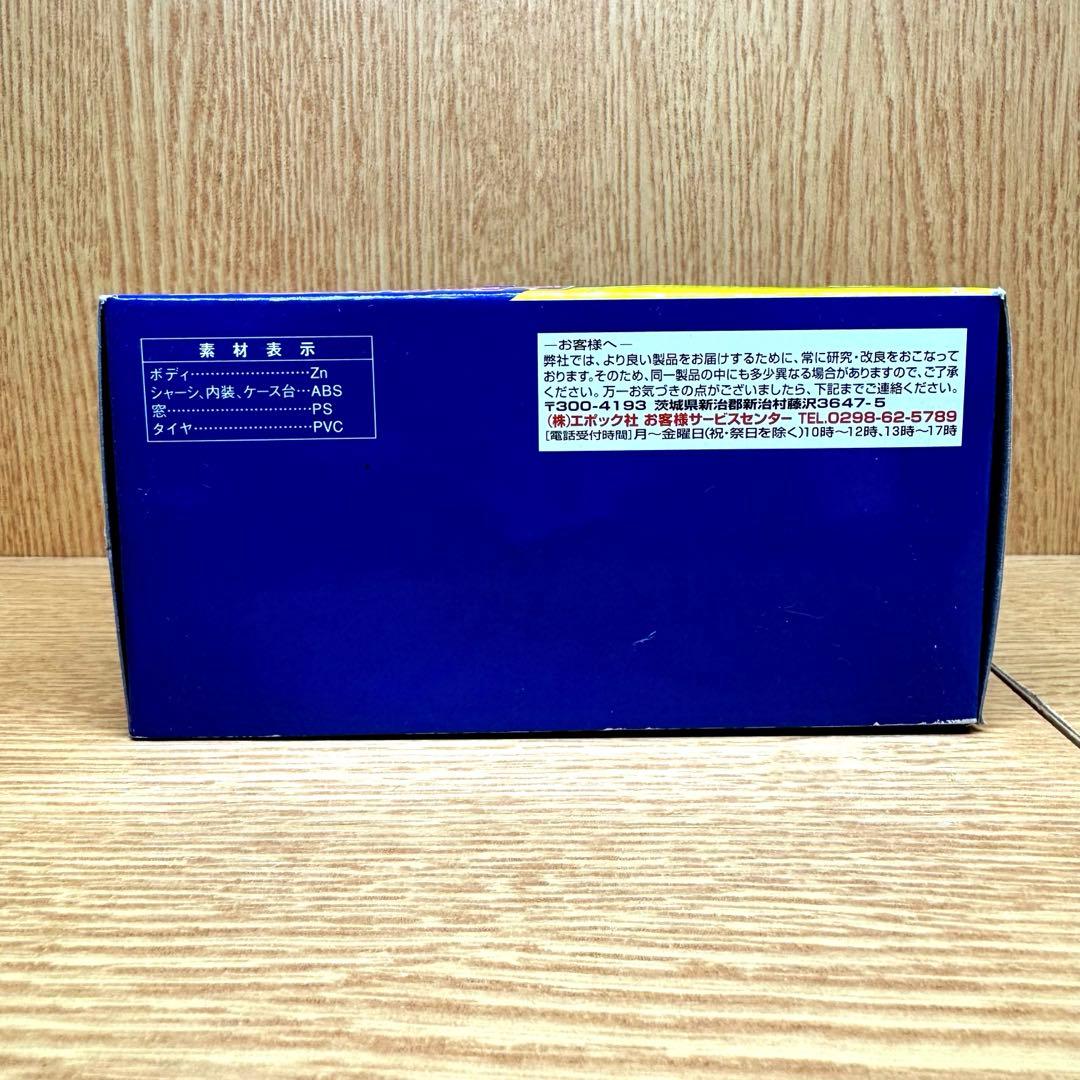 素材表示
ボディ························Zn
シャーシ、内装、ケース台···ABS
窓·····························PS
タイヤ························PVC
―お客様へ―
弊社では、より良い製品をお届けするために、常に研究・改良をおこなって
おります。そのため、同一製品の中にも多少異なる場合がありますので、ご了承
ください。万一お気づきの点がございましたら、下記までご連絡ください。
〒300-4193 茨城県新治郡新治村藤沢3647-5
(株)エポック社 お客様サービスセンター TEL.0298-62-5789
[電話受付時間]月〜金曜日(祝・祭日を除く)10時〜12時、13時〜17時